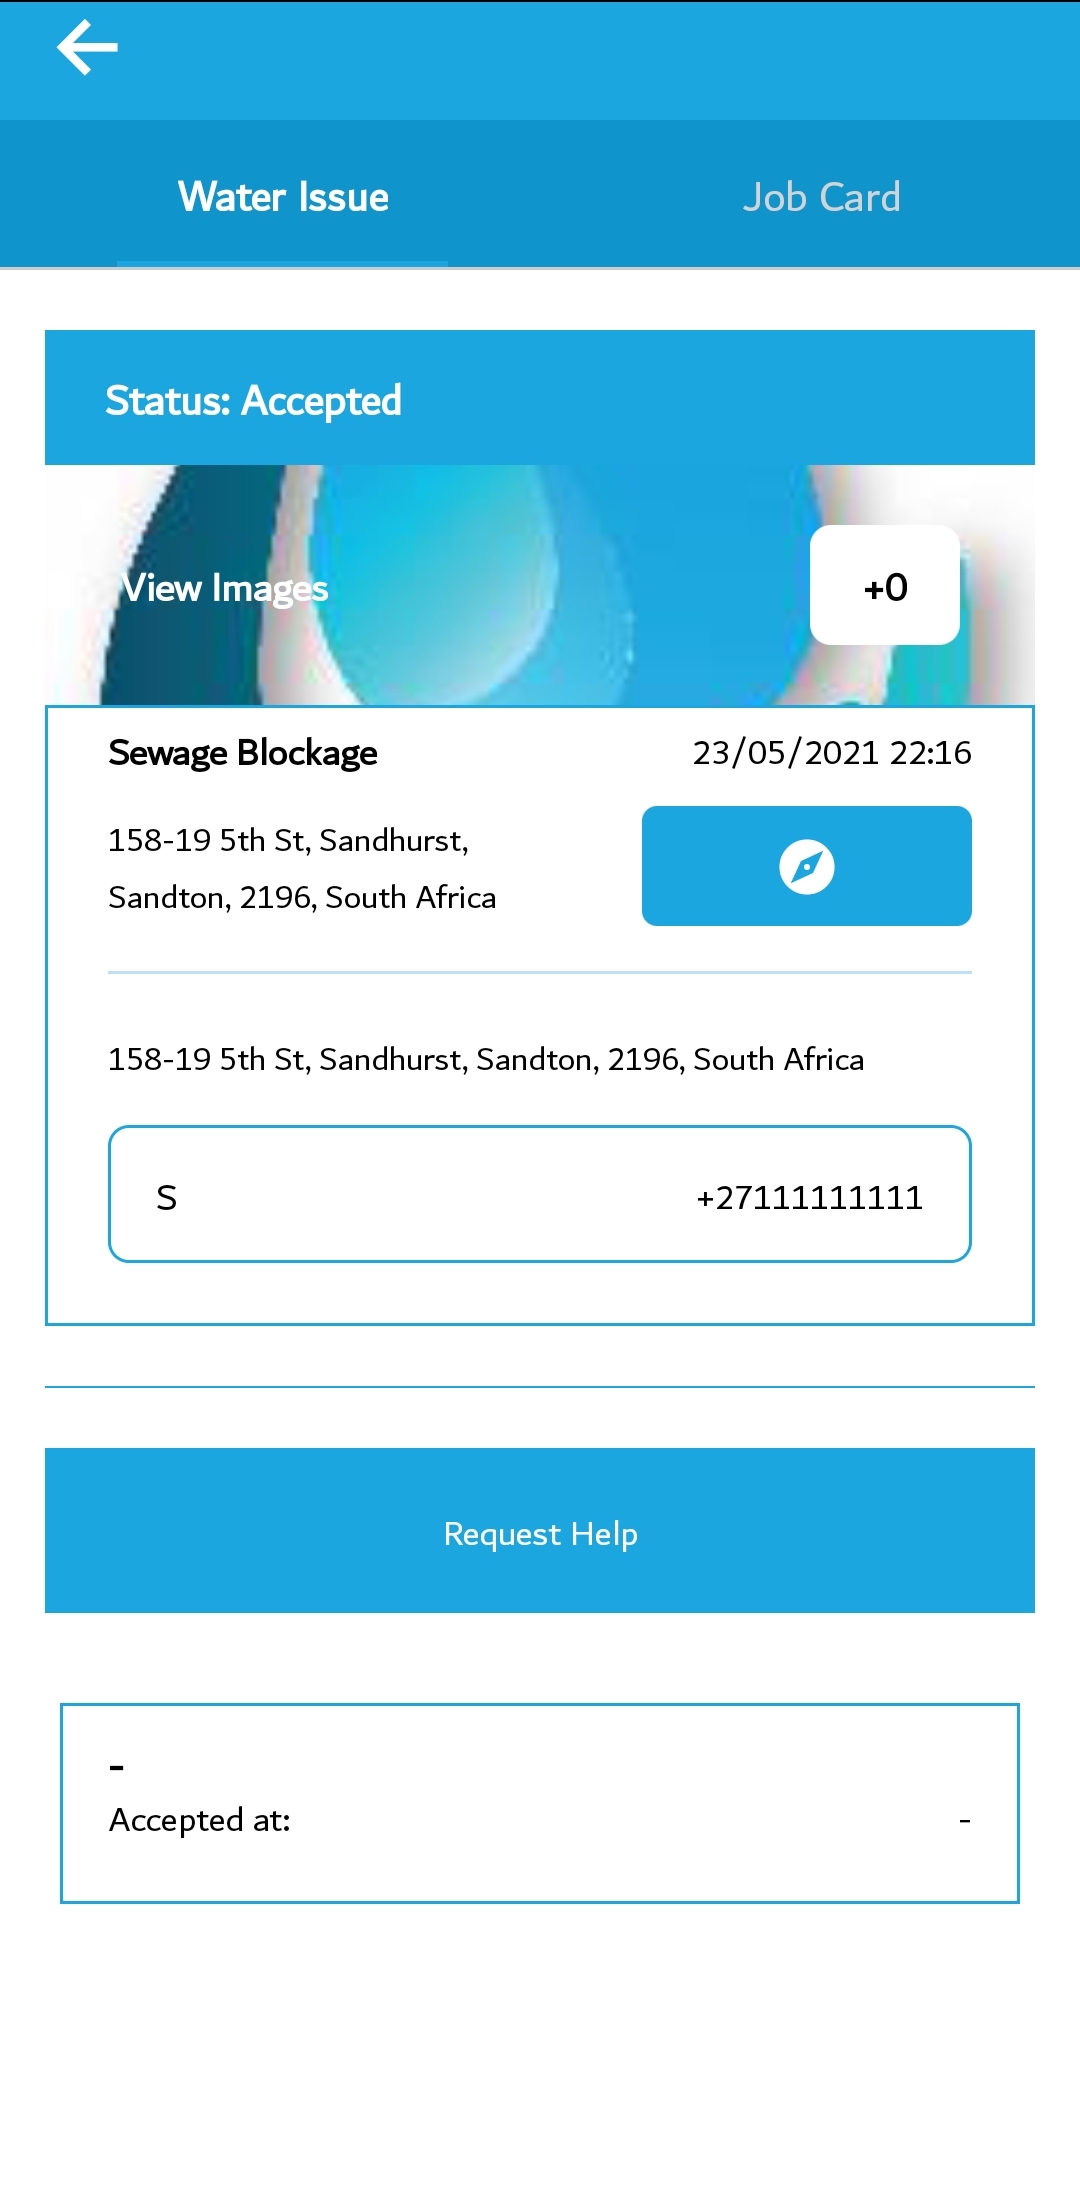 Water Issue
Job Card
Status: Accepted
View Images
+0
Sewage Blockage
23/05/2021 22:16
158-19 5th St, Sandhurst,
Sandton, 2196, South Africa
158-19 5th St, Sandhurst, Sandton, 2196, South Africa
S
+27111111111
Request Help
-
Accepted at:
-